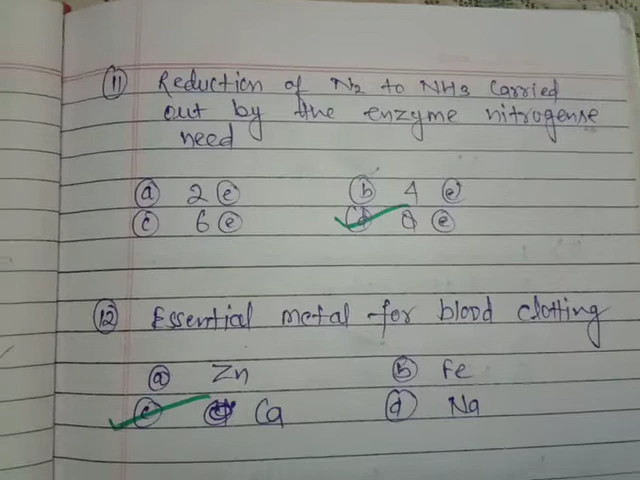 11 Reduction of N2 to NH3 carried
out by the enzyme nitrogense
need
a 2 e b 4 e
c 6 e d 8 e
12 Essential metal for blood clotting
a Zn b Fe
c Ca d Na